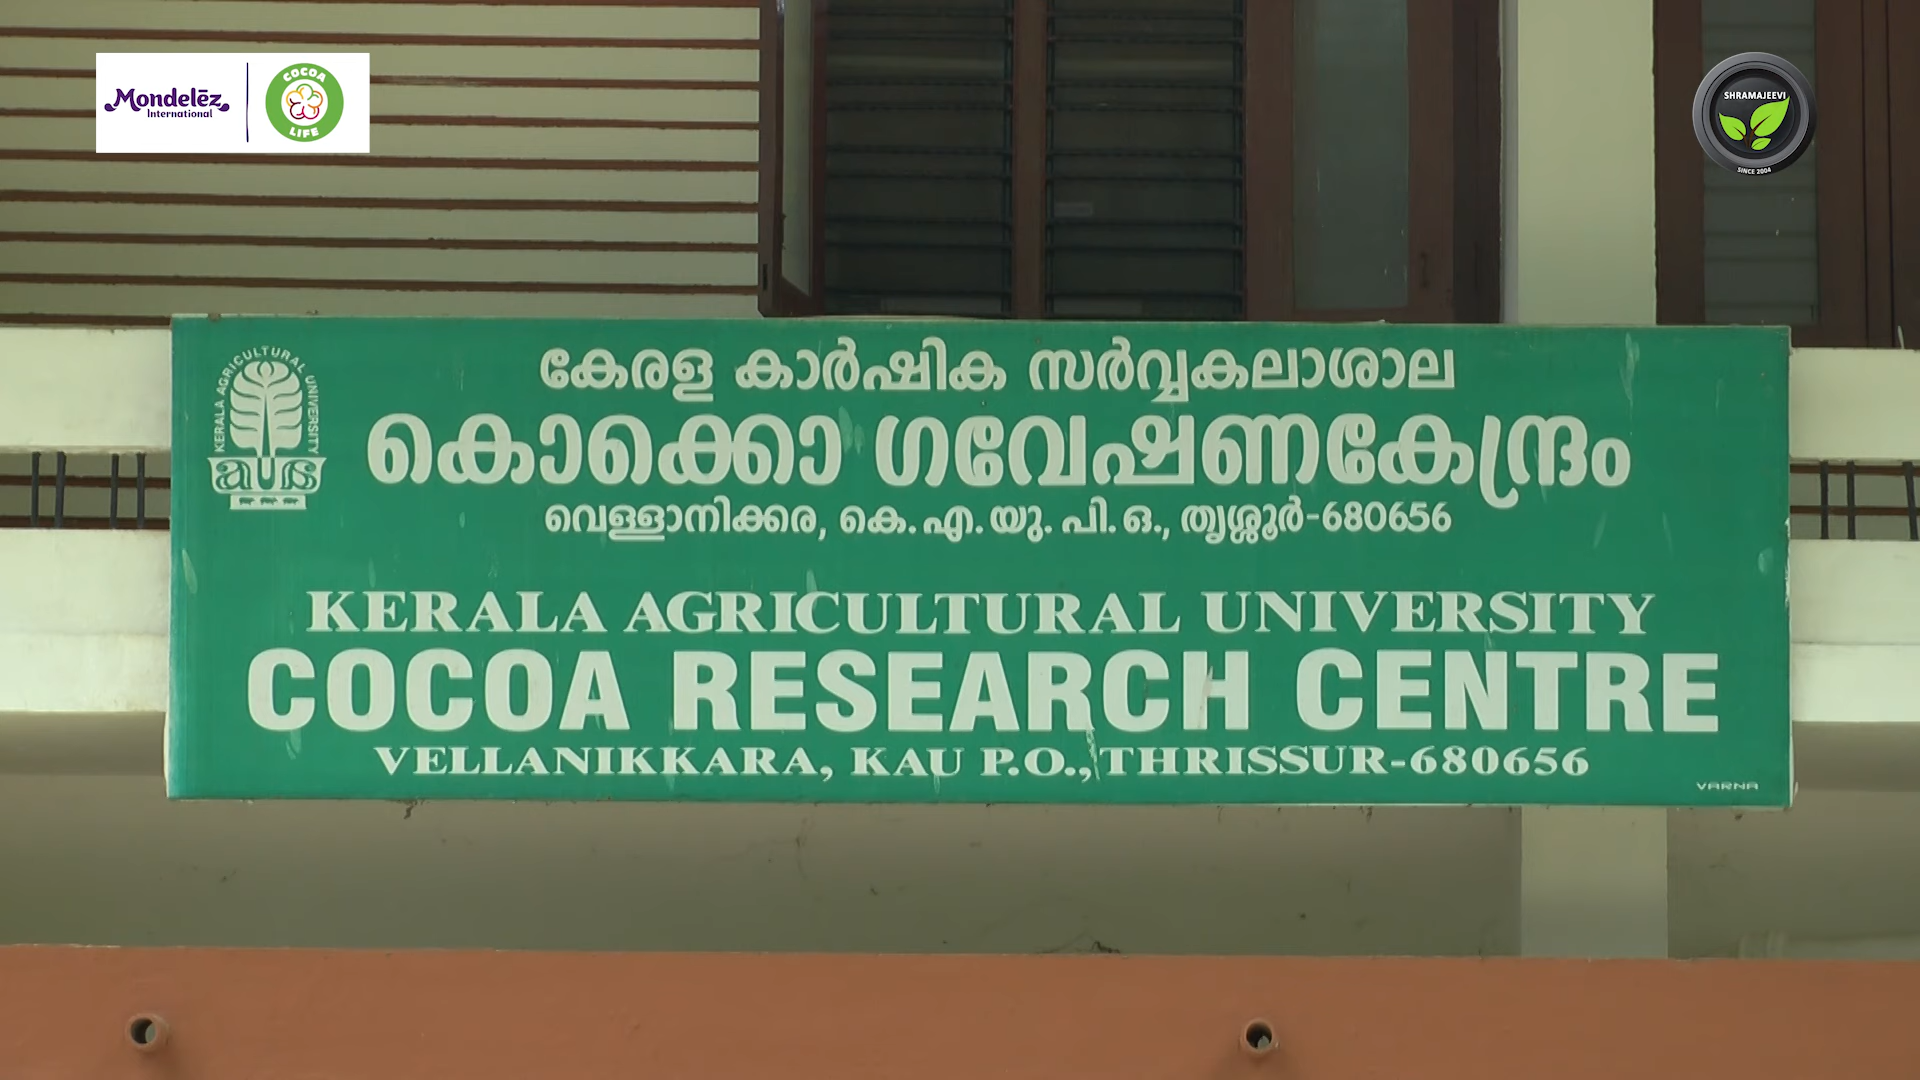 Mondelēz
International
COCOA
LIFE
SHRAMAJEEVI
SINCE 2004
KERALA AGRICULTURAL UNIVERSITY
കേരള കാർഷിക സർവ്വകലാശാല
കൊക്കൊ ഗവേഷണകേന്ദ്രം
വെള്ളാനിക്കര, കെ.എ.യു. പി.ഒ., തൃശ്ശൂർ-680656
KERALA AGRICULTURAL UNIVERSITY
COCOA RESEARCH CENTRE
VELLANIKKARA, KAU P.O., THRISSUR-680656
VARNA